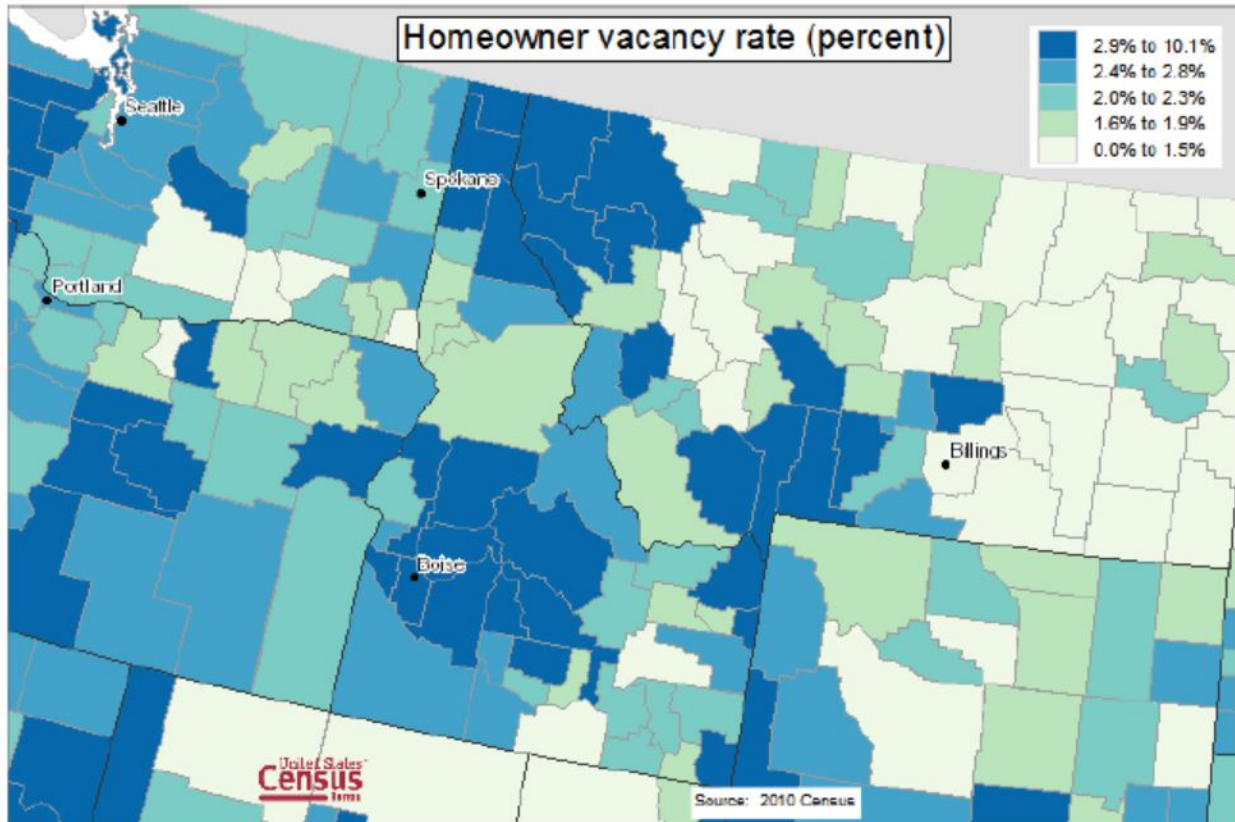 Homeowner vacancy rate (percent)
2.9% to 10.1%
2.4% to 2.8%
2.0% to 2.3%
1.6% to 1.9%
0.0% to 1.5%
Seattle
Spokane
Portland
Billings
Boise
United States
Census
Bureau
Source: 2010 Census